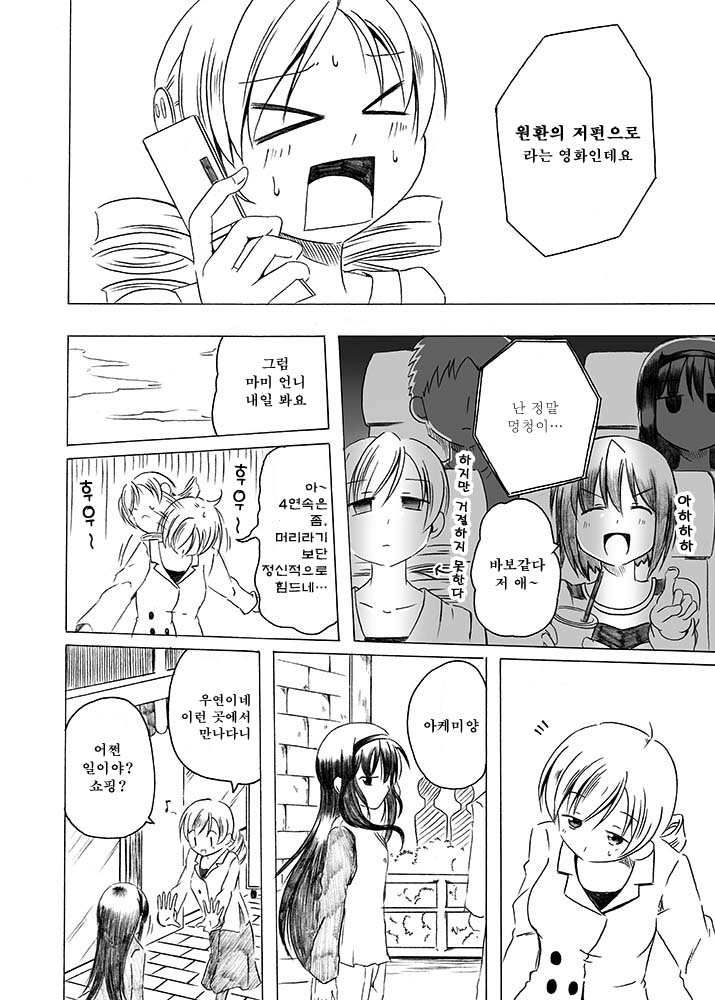 원환의 저편으로
라는 영화인데요
난 정말
멍청이…
아하하하
바보같다
저 애~
하지만 거절하지 못한다
그럼
마미 언니
내일 봐요
후우~
아~
4연속은
좀,
머리라기
보단
정신적으로
힘드네…
후우~
아케미양
우연이네
이런 곳에서
만나다니
어쩐
일이야?
쇼핑?